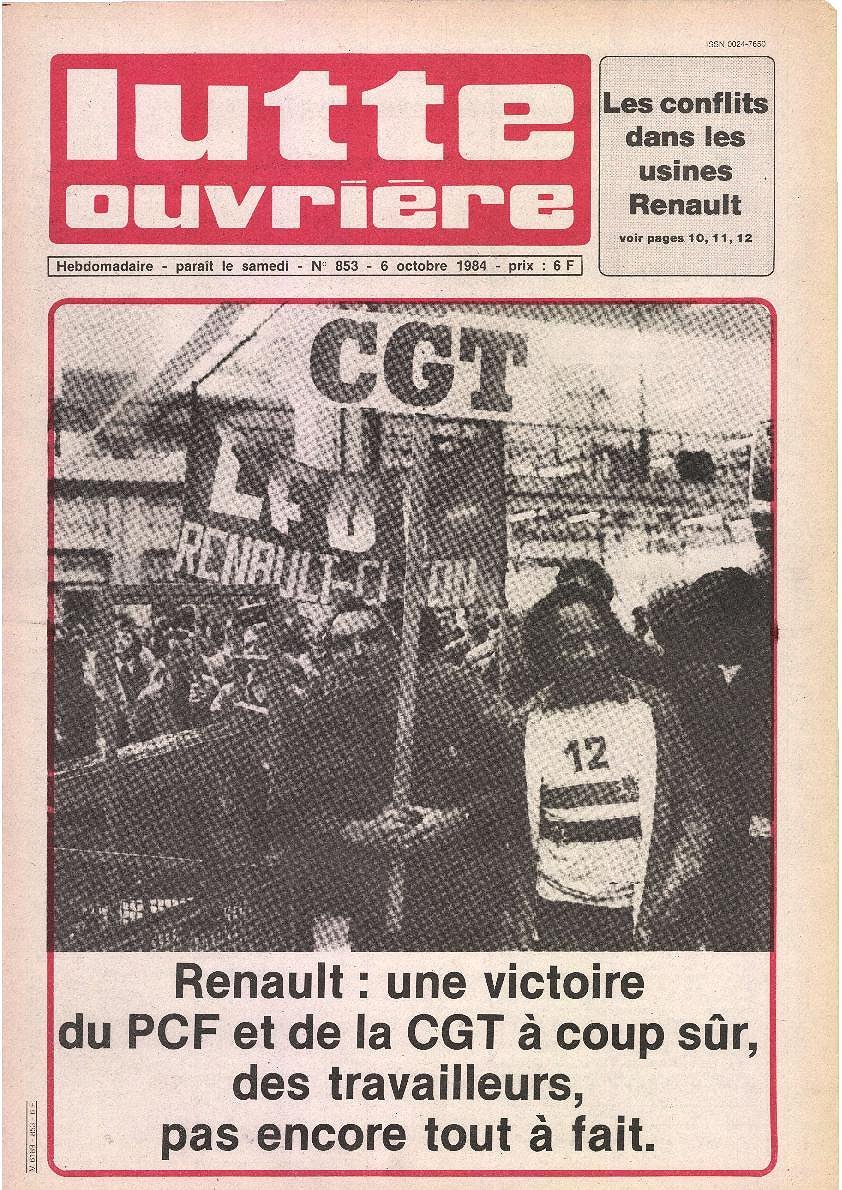 ISSN 0024-7650
lutte
ouvrière
Les conflits
dans les
usines
Renault
voir pages 10, 11, 12
Hebdomadaire - paraît le samedi - N° 853 - 6 octobre 1984 - prix : 6 F
CGT
RENAULT
12
Renault : une victoire
du PCF et de la CGT à coup sûr,
des travailleurs,
pas encore tout à fait.